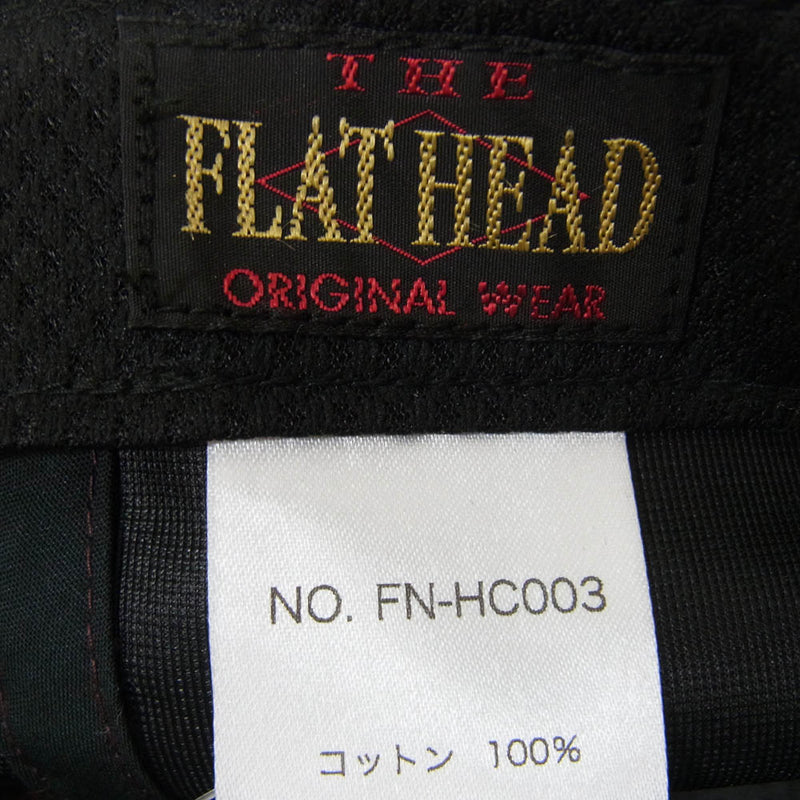 THE
FLAT HEAD
ORIGINAL WEAR
NO. FN-HC003
コットン 100%